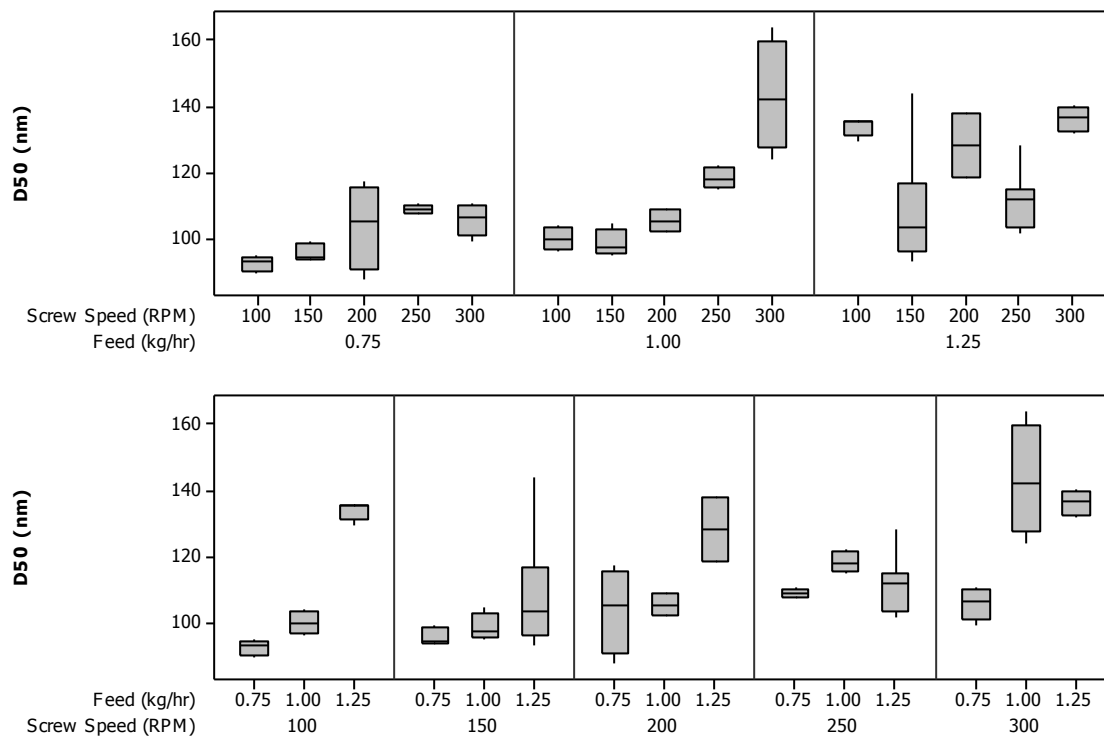 160
140
120
100
D50 (nm)
Screw Speed (RPM) 100 150 200 250 300 100 150 200 250 300 100 150 200 250 300
Feed (kg/hr) 0.75 1.00 1.25
160
140
120
100
D50 (nm)
Feed (kg/hr) 0.75 1.00 1.25 0.75 1.00 1.25 0.75 1.00 1.25 0.75 1.00 1.25 0.75 1.00 1.25
Screw Speed (RPM) 100 150 200 250 300